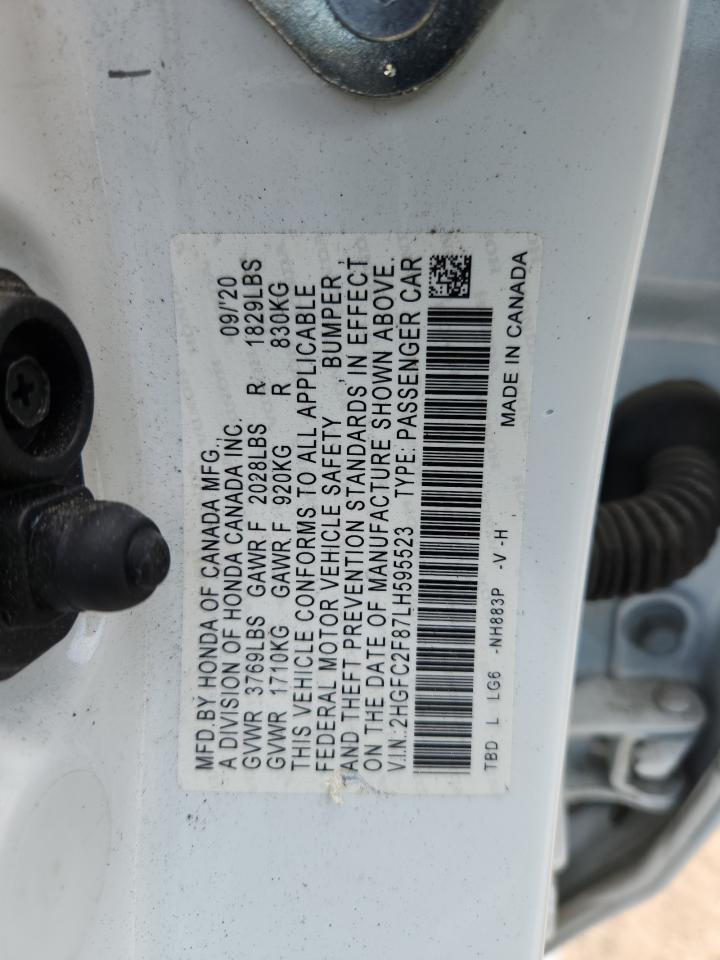 MFD.BY HONDA OF CANADA MFG., 09/'20
A DIVISION OF HONDA CANADA INC.
GVWR 3769LBS GAWR F 2028LBS R 1829LBS
GVWR 1710KG GAWR F 920KG R 830KG
THIS VEHICLE CONFORMS TO ALL APPLICABLE
FEDERAL MOTOR VEHICLE SAFETY , BUMPER ,
AND THEFT PREVENTION STANDARDS IN EFFECT
ON THE DATE OF MANUFACTURE SHOWN ABOVE.
V.I.N.:2HGFC2F87LH595523 TYPE: PASSENGER CAR
TBD L LG6 -NH883P -V -H MADE IN CANADA